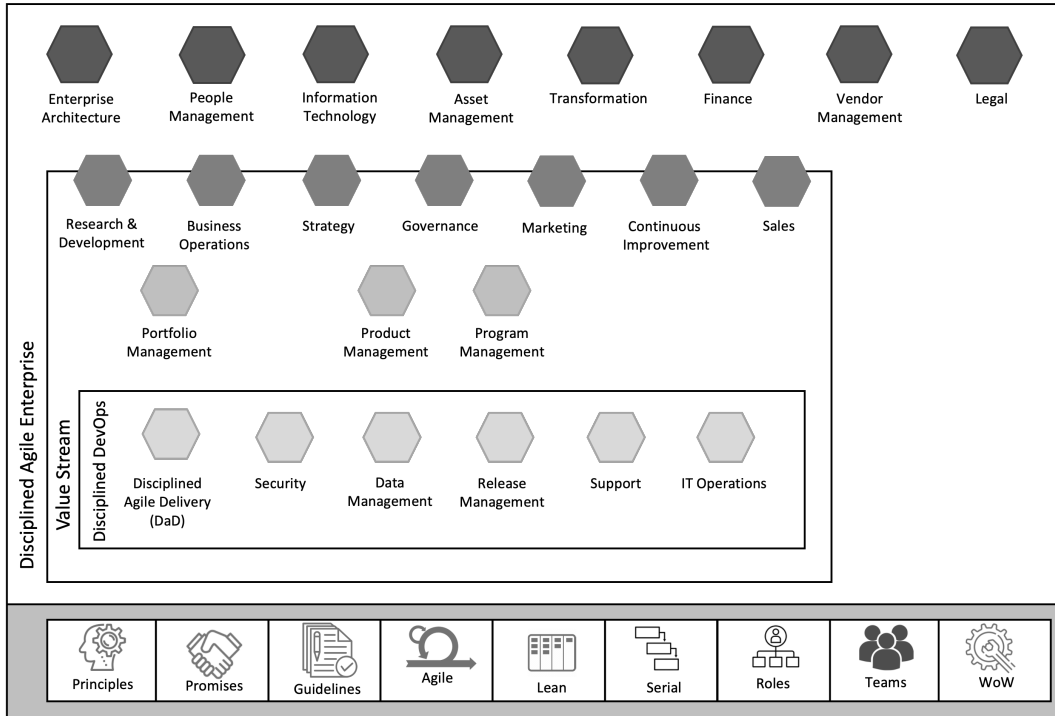 Enterprise
Architecture
People
Management
Information
Technology
Asset
Management
Transformation
Finance
Vendor
Management
Legal
Research &
Development
Business
Operations
Strategy
Governance
Marketing
Continuous
Improvement
Sales
Portfolio
Management
Product
Management
Program
Management
Disciplined Agile Enterprise
Value Stream
Disciplined DevOps
Disciplined
Agile Delivery
(DaD)
Security
Data
Management
Release
Management
Support
IT Operations
Principles
Promises
Guidelines
Agile
Lean
Serial
Roles
Teams
WoW